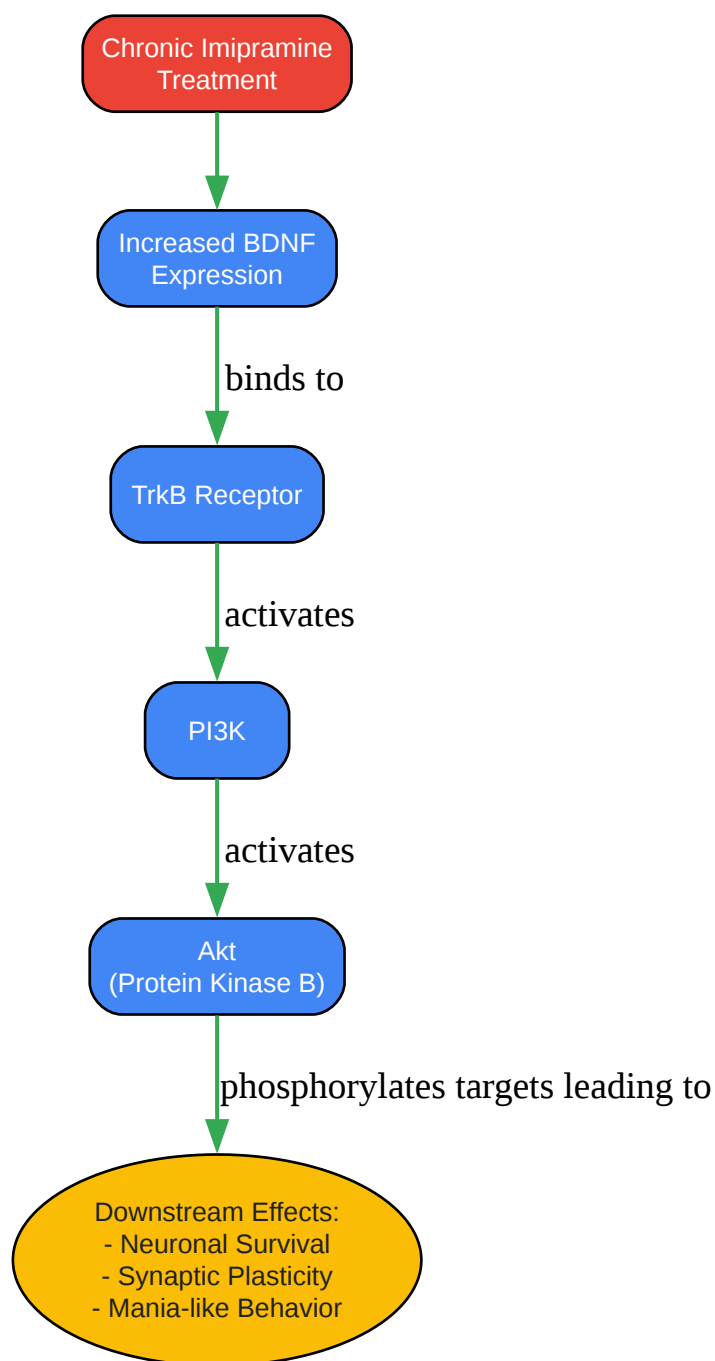 Chronic Imipramine
Treatment
Increased BDNF
Expression
binds to
TrkB Receptor
activates
PI3K
activates
Akt
(Protein Kinase B)
phosphorylates targets leading to
Downstream Effects:
- Neuronal Survival
- Synaptic Plasticity
- Mania-like Behavior